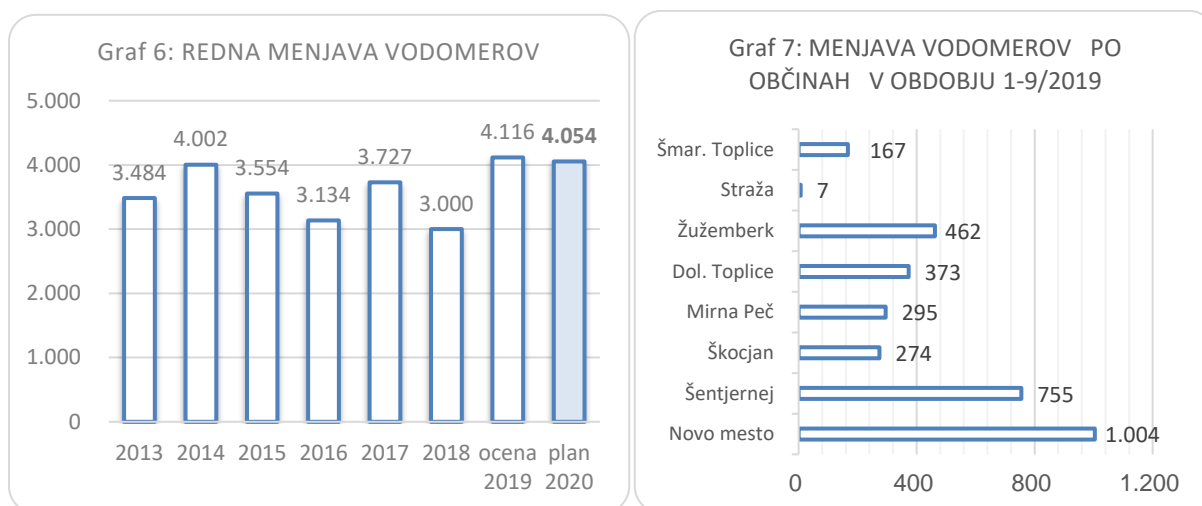 Graf 6: REDNA MENJAVA VODOMEROV
5.000
4.000
3.000
2.000
1.000
0
3.484
4.002
3.554
3.134
3.727
3.000
4.116
4.054
2013 2014 2015 2016 2017 2018 ocena plan
2019 2020
Graf 7: MENJAVA VODOMEROV PO
OBČINAH V OBDOBJU 1-9/2019
Šmar. Toplice 167
Straža 7
Žužemberk 462
Dol. Toplice 373
Mirna Peč 295
Škocjan 274
Šentjernej 755
Novo mesto 1.004
0 400 800 1.200